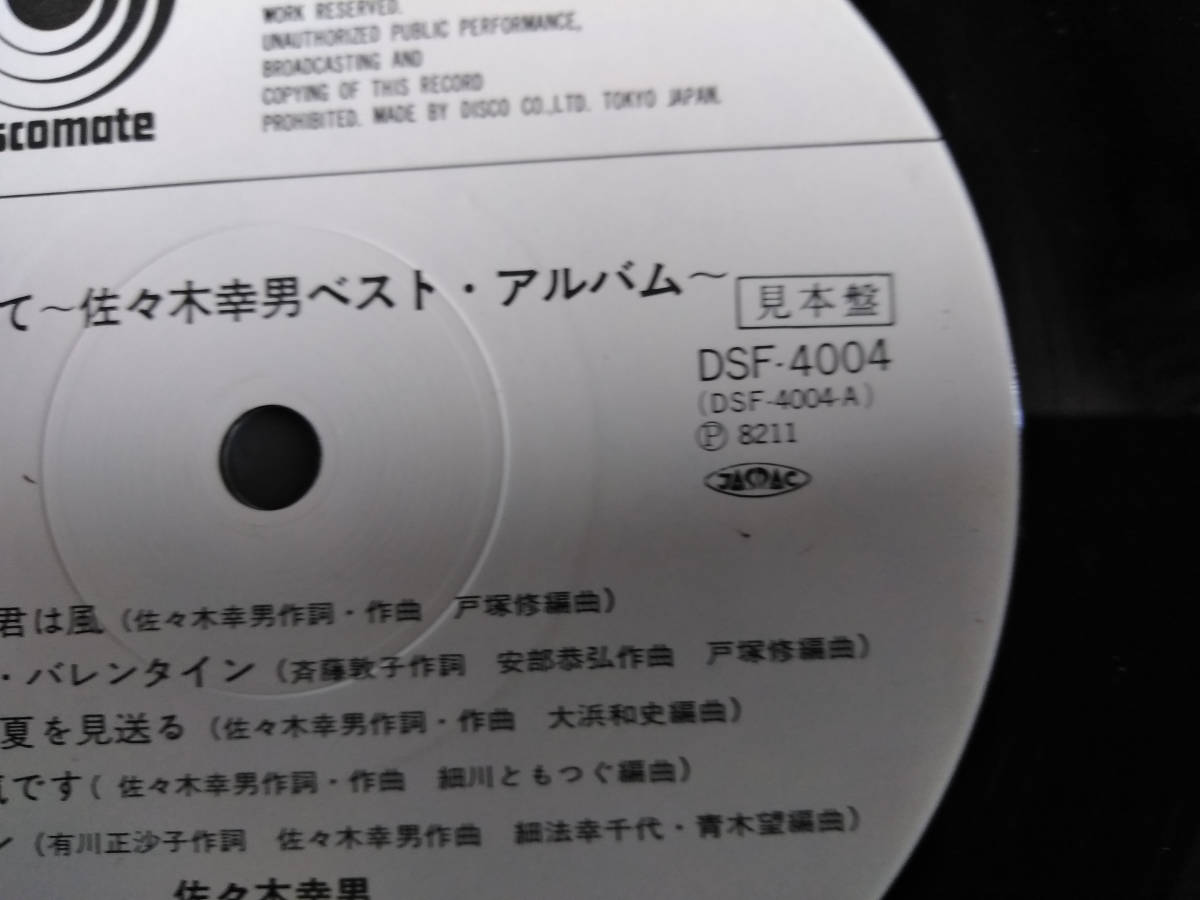 WORK RESERVED.
UNAUTHORIZED PUBLIC PERFORMANCE,
BROADCASTING AND
COPYING OF THIS RECORD
PROHIBITED. MADE BY DISCO CO.,LTD. TOKYO JAPAN.
scomate
て～佐々木幸男ベスト・アルバム～
見本盤
DSF-4004
(DSF-4004-A)
Ⓟ 8211
JAMAC
君は風 (佐々木幸男作詞・作曲 戸塚修編曲)
・バレンタイン (斉藤敦子作詞 安部恭弘作曲 戸塚修編曲)
夏を見送る (佐々木幸男作詞・作曲 大浜和史編曲)
です (佐々木幸男作詞・作曲 細川ともつぐ編曲)
ン (有川正沙子作詞 佐々木幸男作曲 細法幸千代・青木望編曲)
佐々木幸男